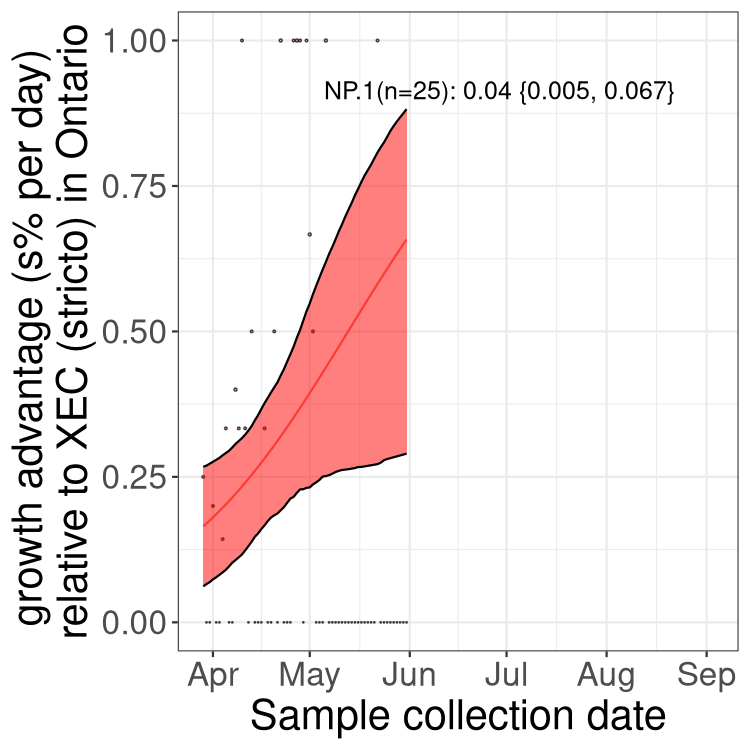 growth advantage (s% per day)
relative to XEC (stricto) in Ontario
1.00
0.75
0.50
0.25
0.00
NP.1(n=25): 0.04 {0.005, 0.067}
Apr May Jun Jul Aug Sep
Sample collection date